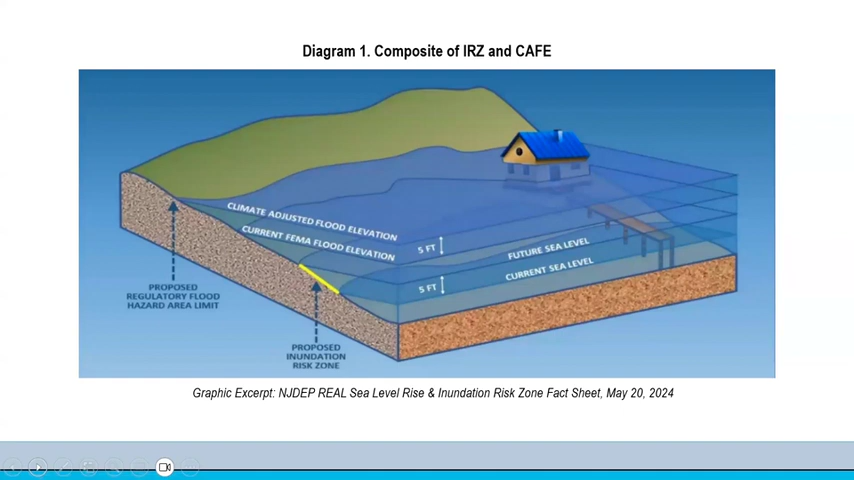 Diagram 1. Composite of IRZ and CAFE
CLIMATE ADJUSTED FLOOD ELEVATION
CURRENT FEMA FLOOD ELEVATION
5 FT
FUTURE SEA LEVEL
CURRENT SEA LEVEL
5 FT
PROPOSED
REGULATORY FLOOD
HAZARD AREA LIMIT
PROPOSED
INUNDATION
RISK ZONE
Graphic Excerpt: NJDEP REAL Sea Level Rise & Inundation Risk Zone Fact Sheet, May 20, 2024